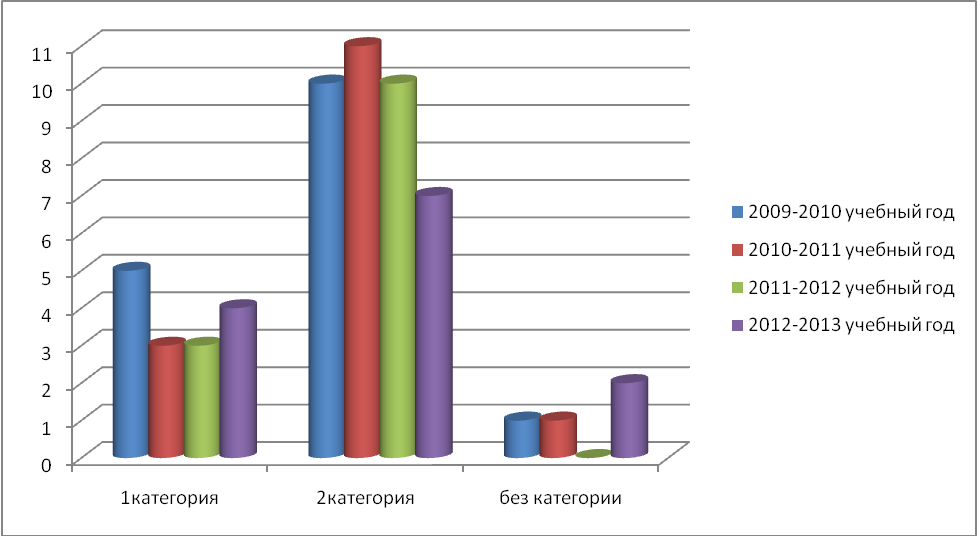 11
10
9
8
7
6
5
4
3
2
1
0
1категория
2категория
без категории
2009-2010 учебный год
2010-2011 учебный год
2011-2012 учебный год
2012-2013 учебный год